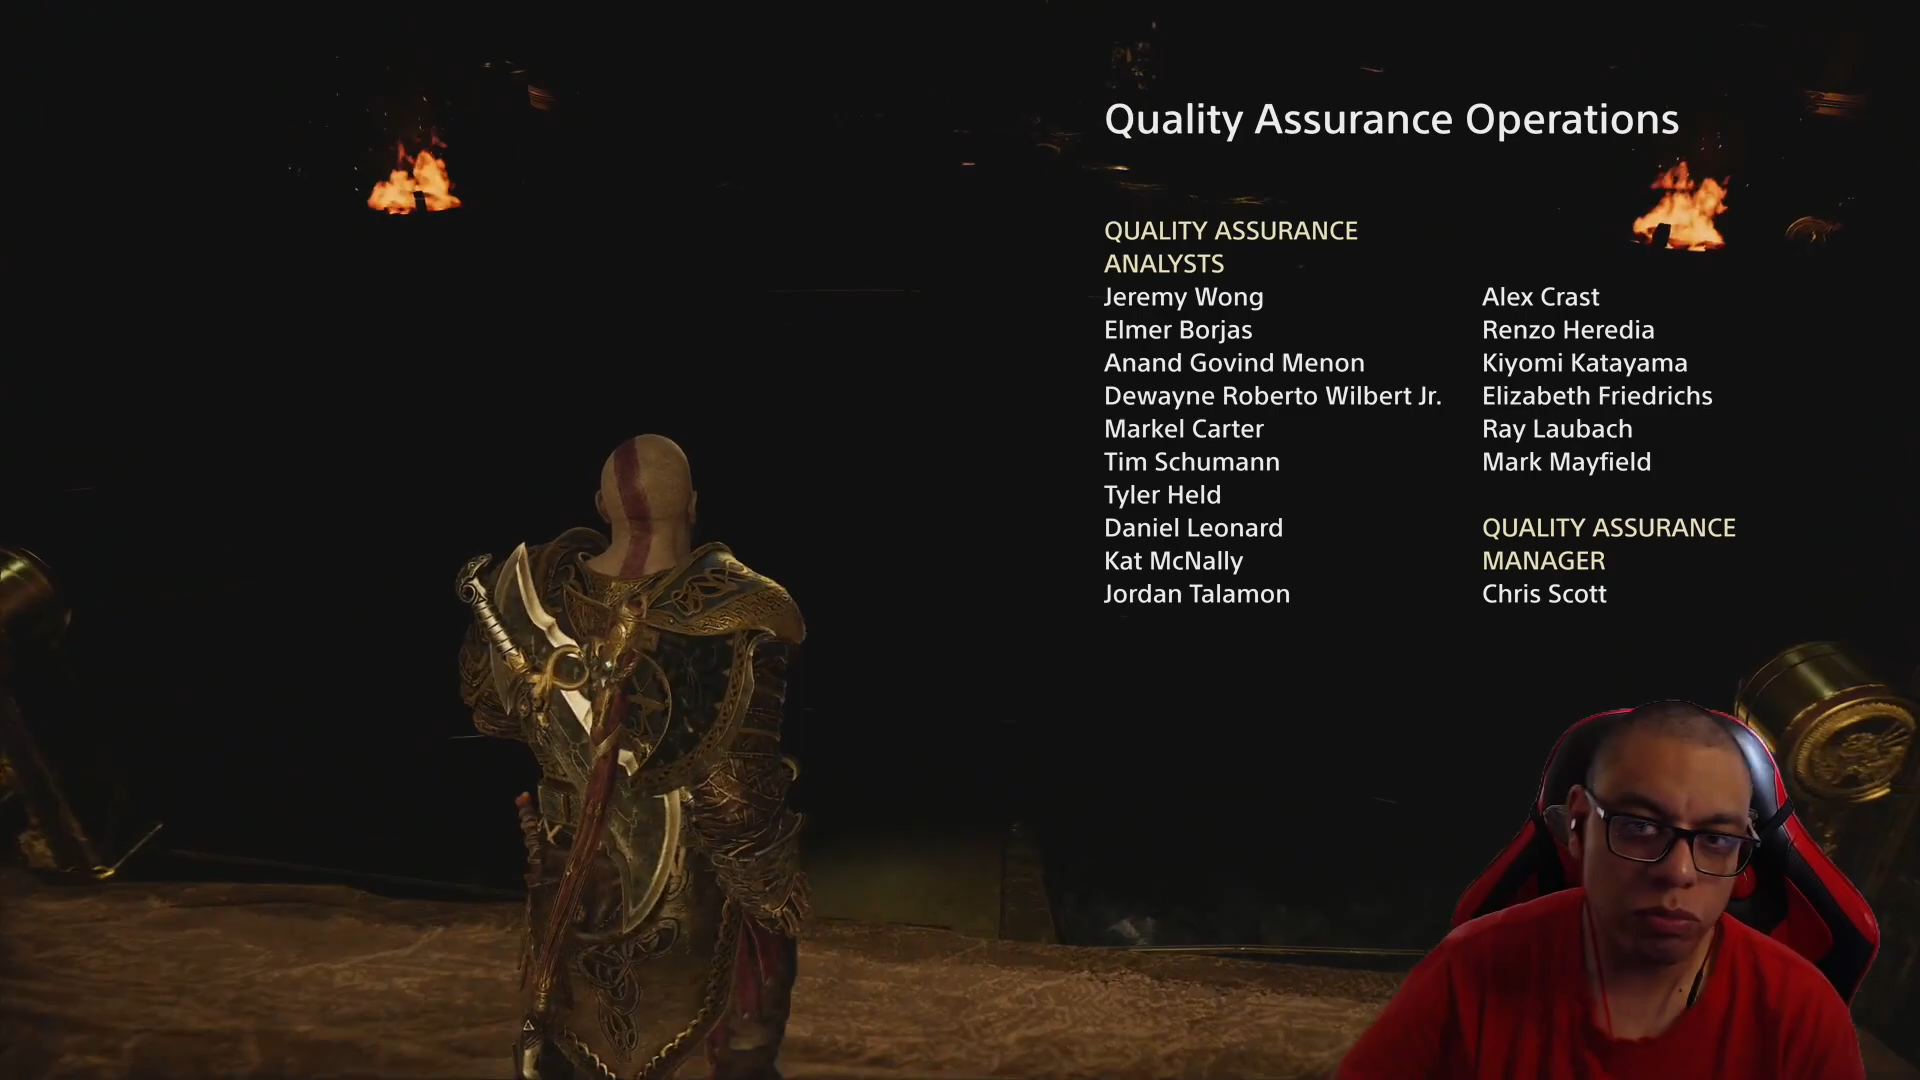 Quality Assurance Operations
QUALITY ASSURANCE
ANALYSTS
Jeremy Wong
Elmer Borjas
Anand Govind Menon
Dewayne Roberto Wilbert Jr.
Markel Carter
Tim Schumann
Tyler Held
Daniel Leonard
Kat McNally
Jordan Talamon
Alex Crast
Renzo Heredia
Kiyomi Katayama
Elizabeth Friedrichs
Ray Laubach
Mark Mayfield
QUALITY ASSURANCE
MANAGER
Chris Scott